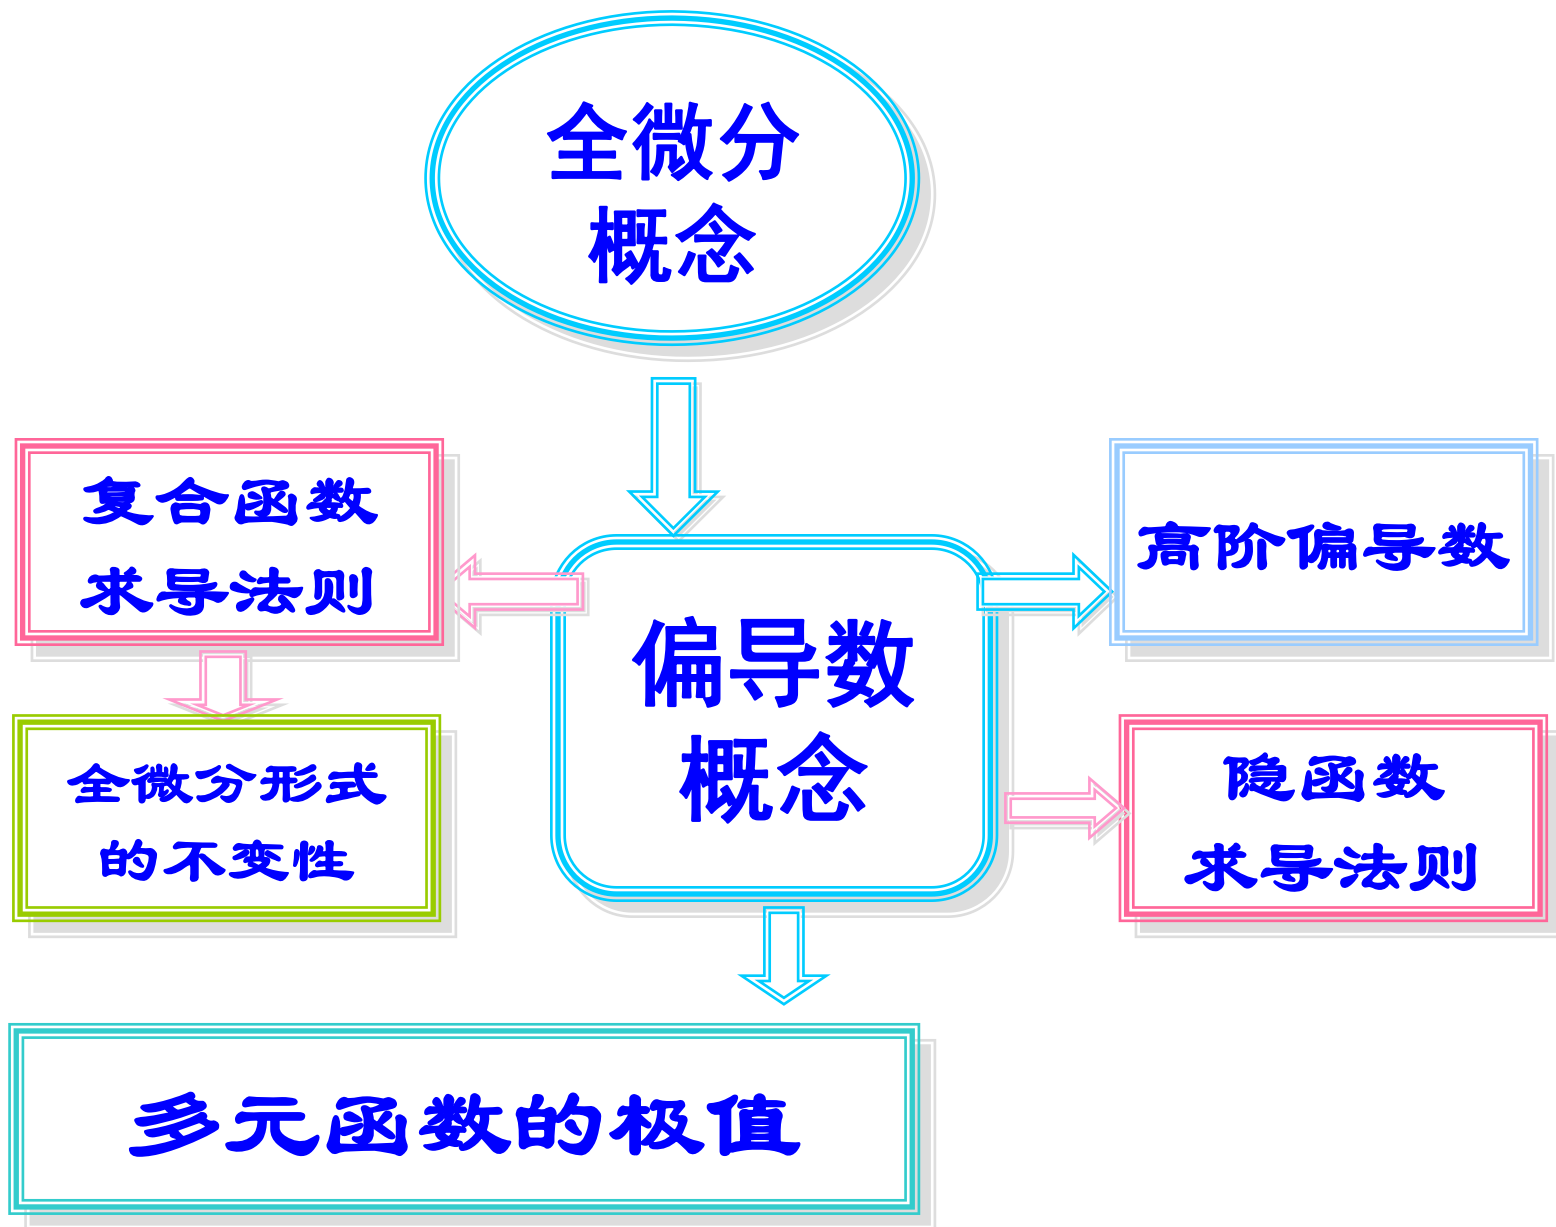 全微分
概念
复合函数
求导法则
高阶偏导数
偏导数
概念
全微分形式
的不变性
隐函数
求导法则
多元函数的极值